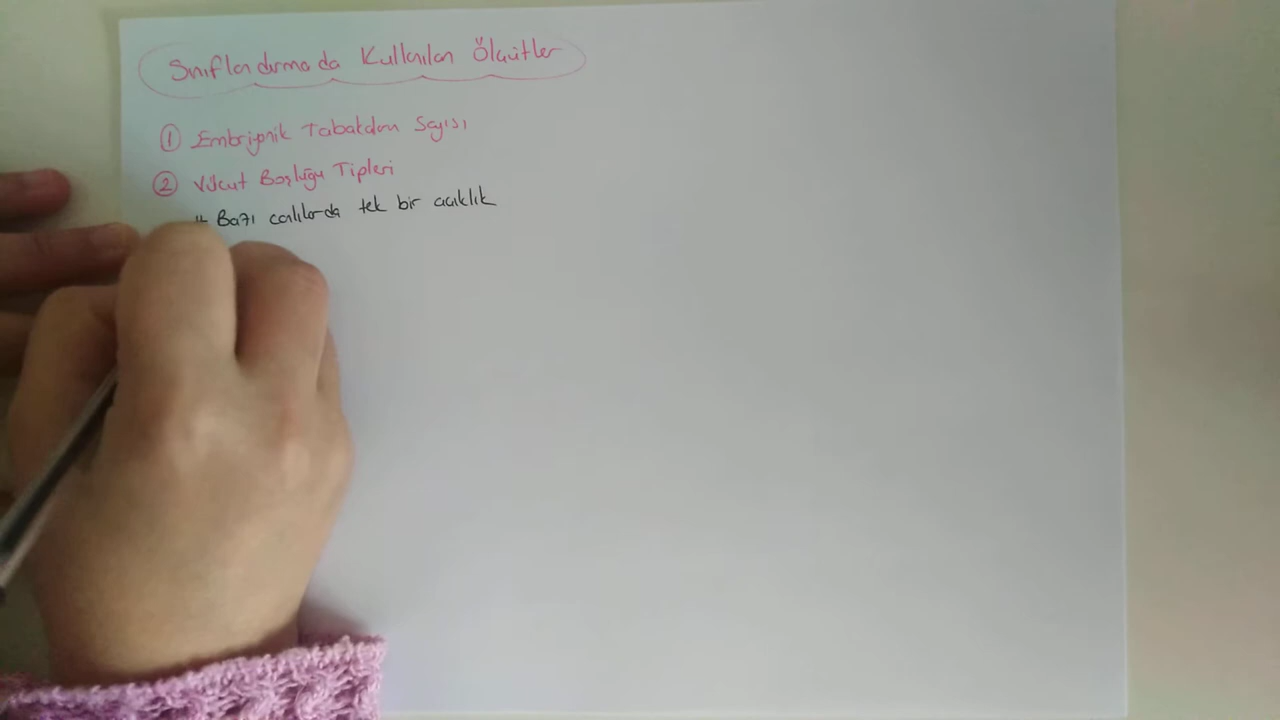 Sınıflandırmada Kullanılan Ölçütler
① Embriyonik Tabakaların Sayısı
② Vücut Boşluğu Tipleri
# Bazı canlılarda tek bir açıklık